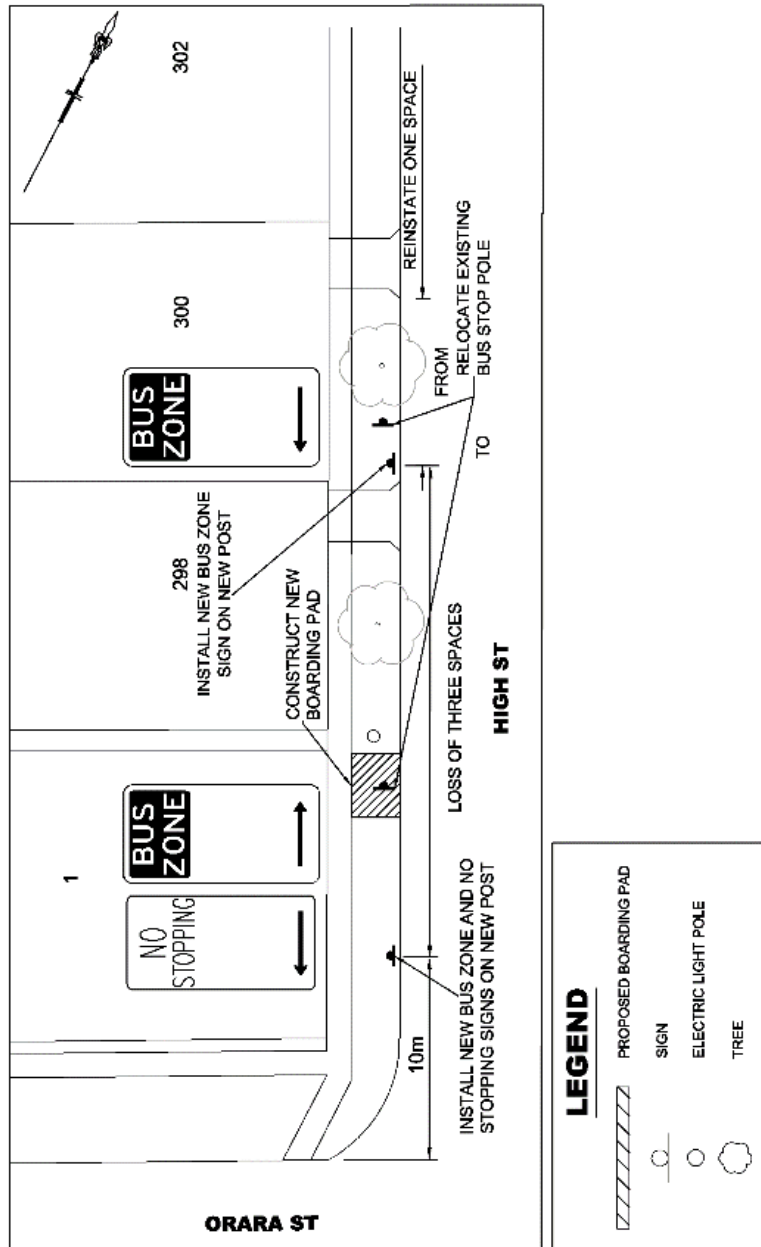 302
300
298
1
BUS
ZONE
BUS
ZONE
NO
STOPPING
INSTALL NEW BUS ZONE
SIGN ON NEW POST
CONSTRUCT NEW
BOARDING PAD
REINSTATE ONE SPACE
FROM
RELOCATE EXISTING
BUS STOP POLE
TO
LOSS OF THREE SPACES
HIGH ST
INSTALL NEW BUS ZONE AND NO
STOPPING SIGNS ON NEW POST
10m
ORARA ST
LEGEND
PROPOSED BOARDING PAD
SIGN
ELECTRIC LIGHT POLE
TREE